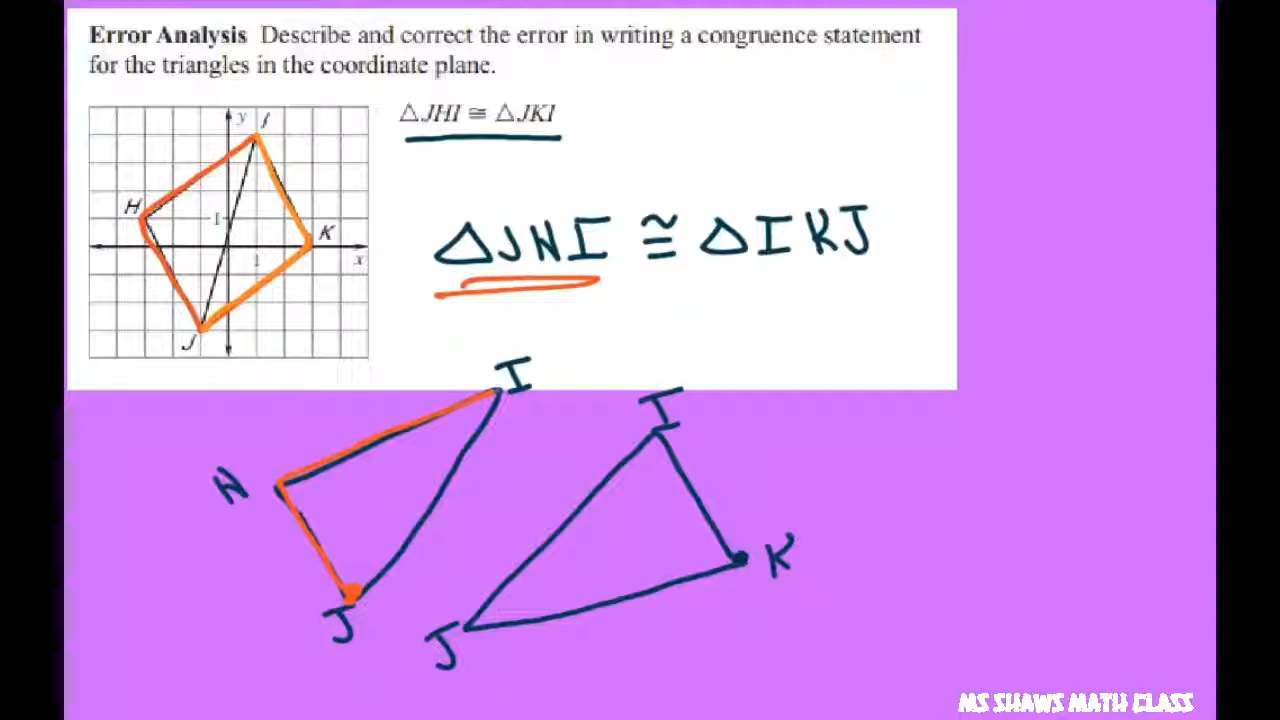 Error Analysis Describe and correct the error in writing a congruence statement
for the triangles in the coordinate plane.
△JHI ≅ △JKI
y I
H
1
K
1 x
J
△JHI ≅ △IKJ
I
I
H
K
J
J
MS SHAWS MATH CLASS